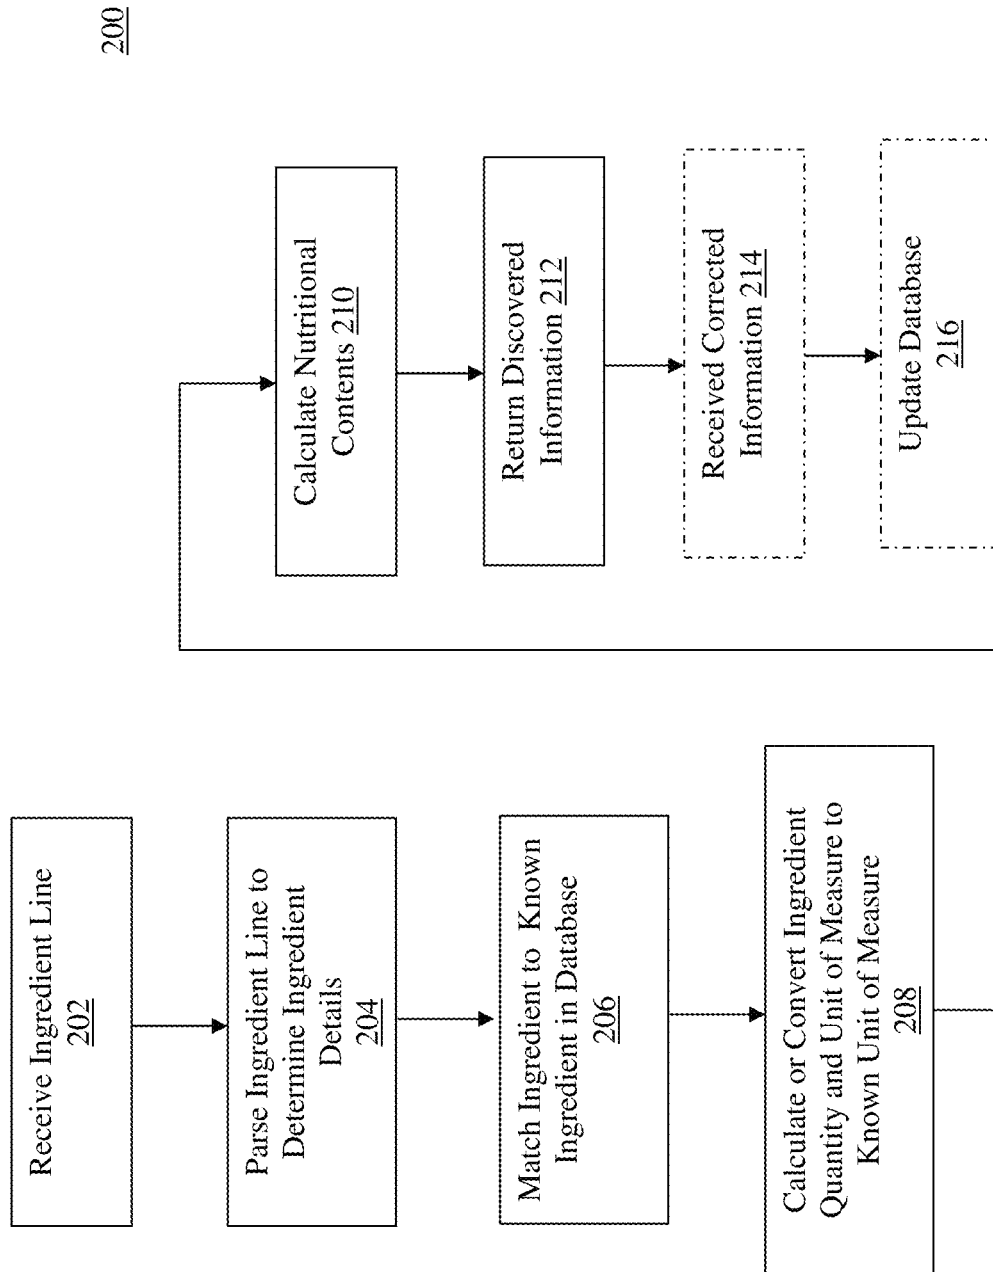 200
Receive Ingredient Line
202
Parse Ingredient Line to
Determine Ingredient
Details
204
Match Ingredient to Known
Ingredient in Database
206
Calculate or Convert Ingredient
Quantity and Unit of Measure to
Known Unit of Measure
208
Calculate Nutritional
Contents 210
Return Discovered
Information 212
Received Corrected
Information 214
Update Database
216